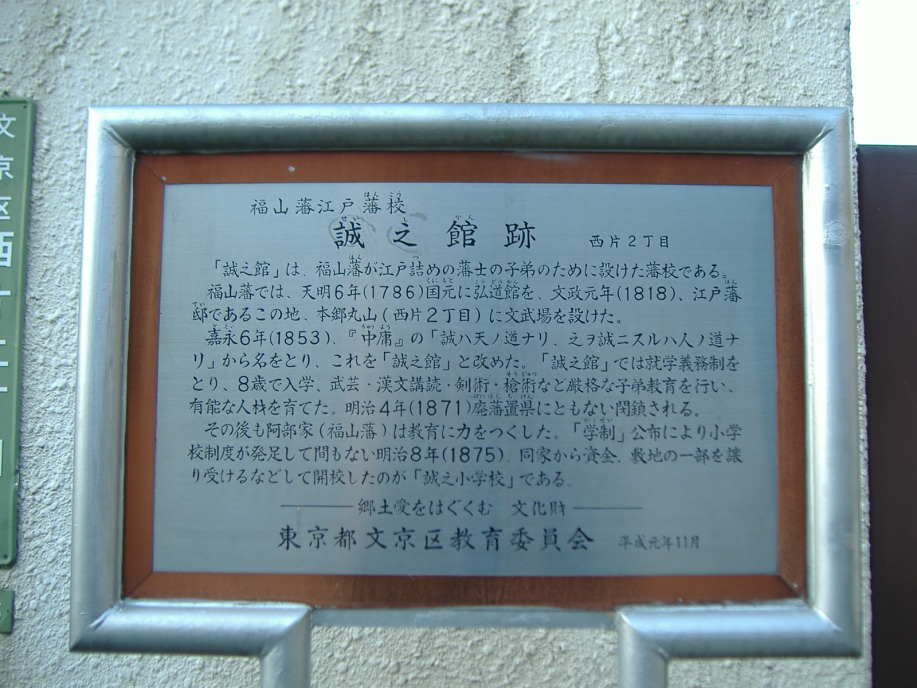 福山藩江戸藩校
誠之館跡 西片2丁目
「誠之館」は、福山藩が江戸詰めの藩士の子弟のために設けた藩校である。
福山藩では、天明6年(1786)国元に弘道館を、文政元年(1818)、江戸藩
邸であるこの地、本郷丸山(西片2丁目)に文武場を設けた。
嘉永6年(1853)、『中庸』の「誠ハ天ノ道ナリ、之ヲ誠ニスルハ人ノ道ナ
リ」から名をとり、これを「誠之館」と改めた。「誠之館」では就学義務制を
とり、8歳で入学、武芸・漢文講読・剣術・槍術など厳格な子弟教育を行い、
有能な人材を育てた。明治4年(1871)廃藩置県にともない閉鎖される。
その後も阿部家(福山藩)は教育に力をつくした。「学制」公布により小学
校制度が発足して間もない明治8年(1875)、同家から資金、敷地の一部を譲
り受けるなどして開校したのが「誠之小学校」である。
郷土愛をはぐくむ 文化財
東京都文京区教育委員会 平成元年11月
文京区西